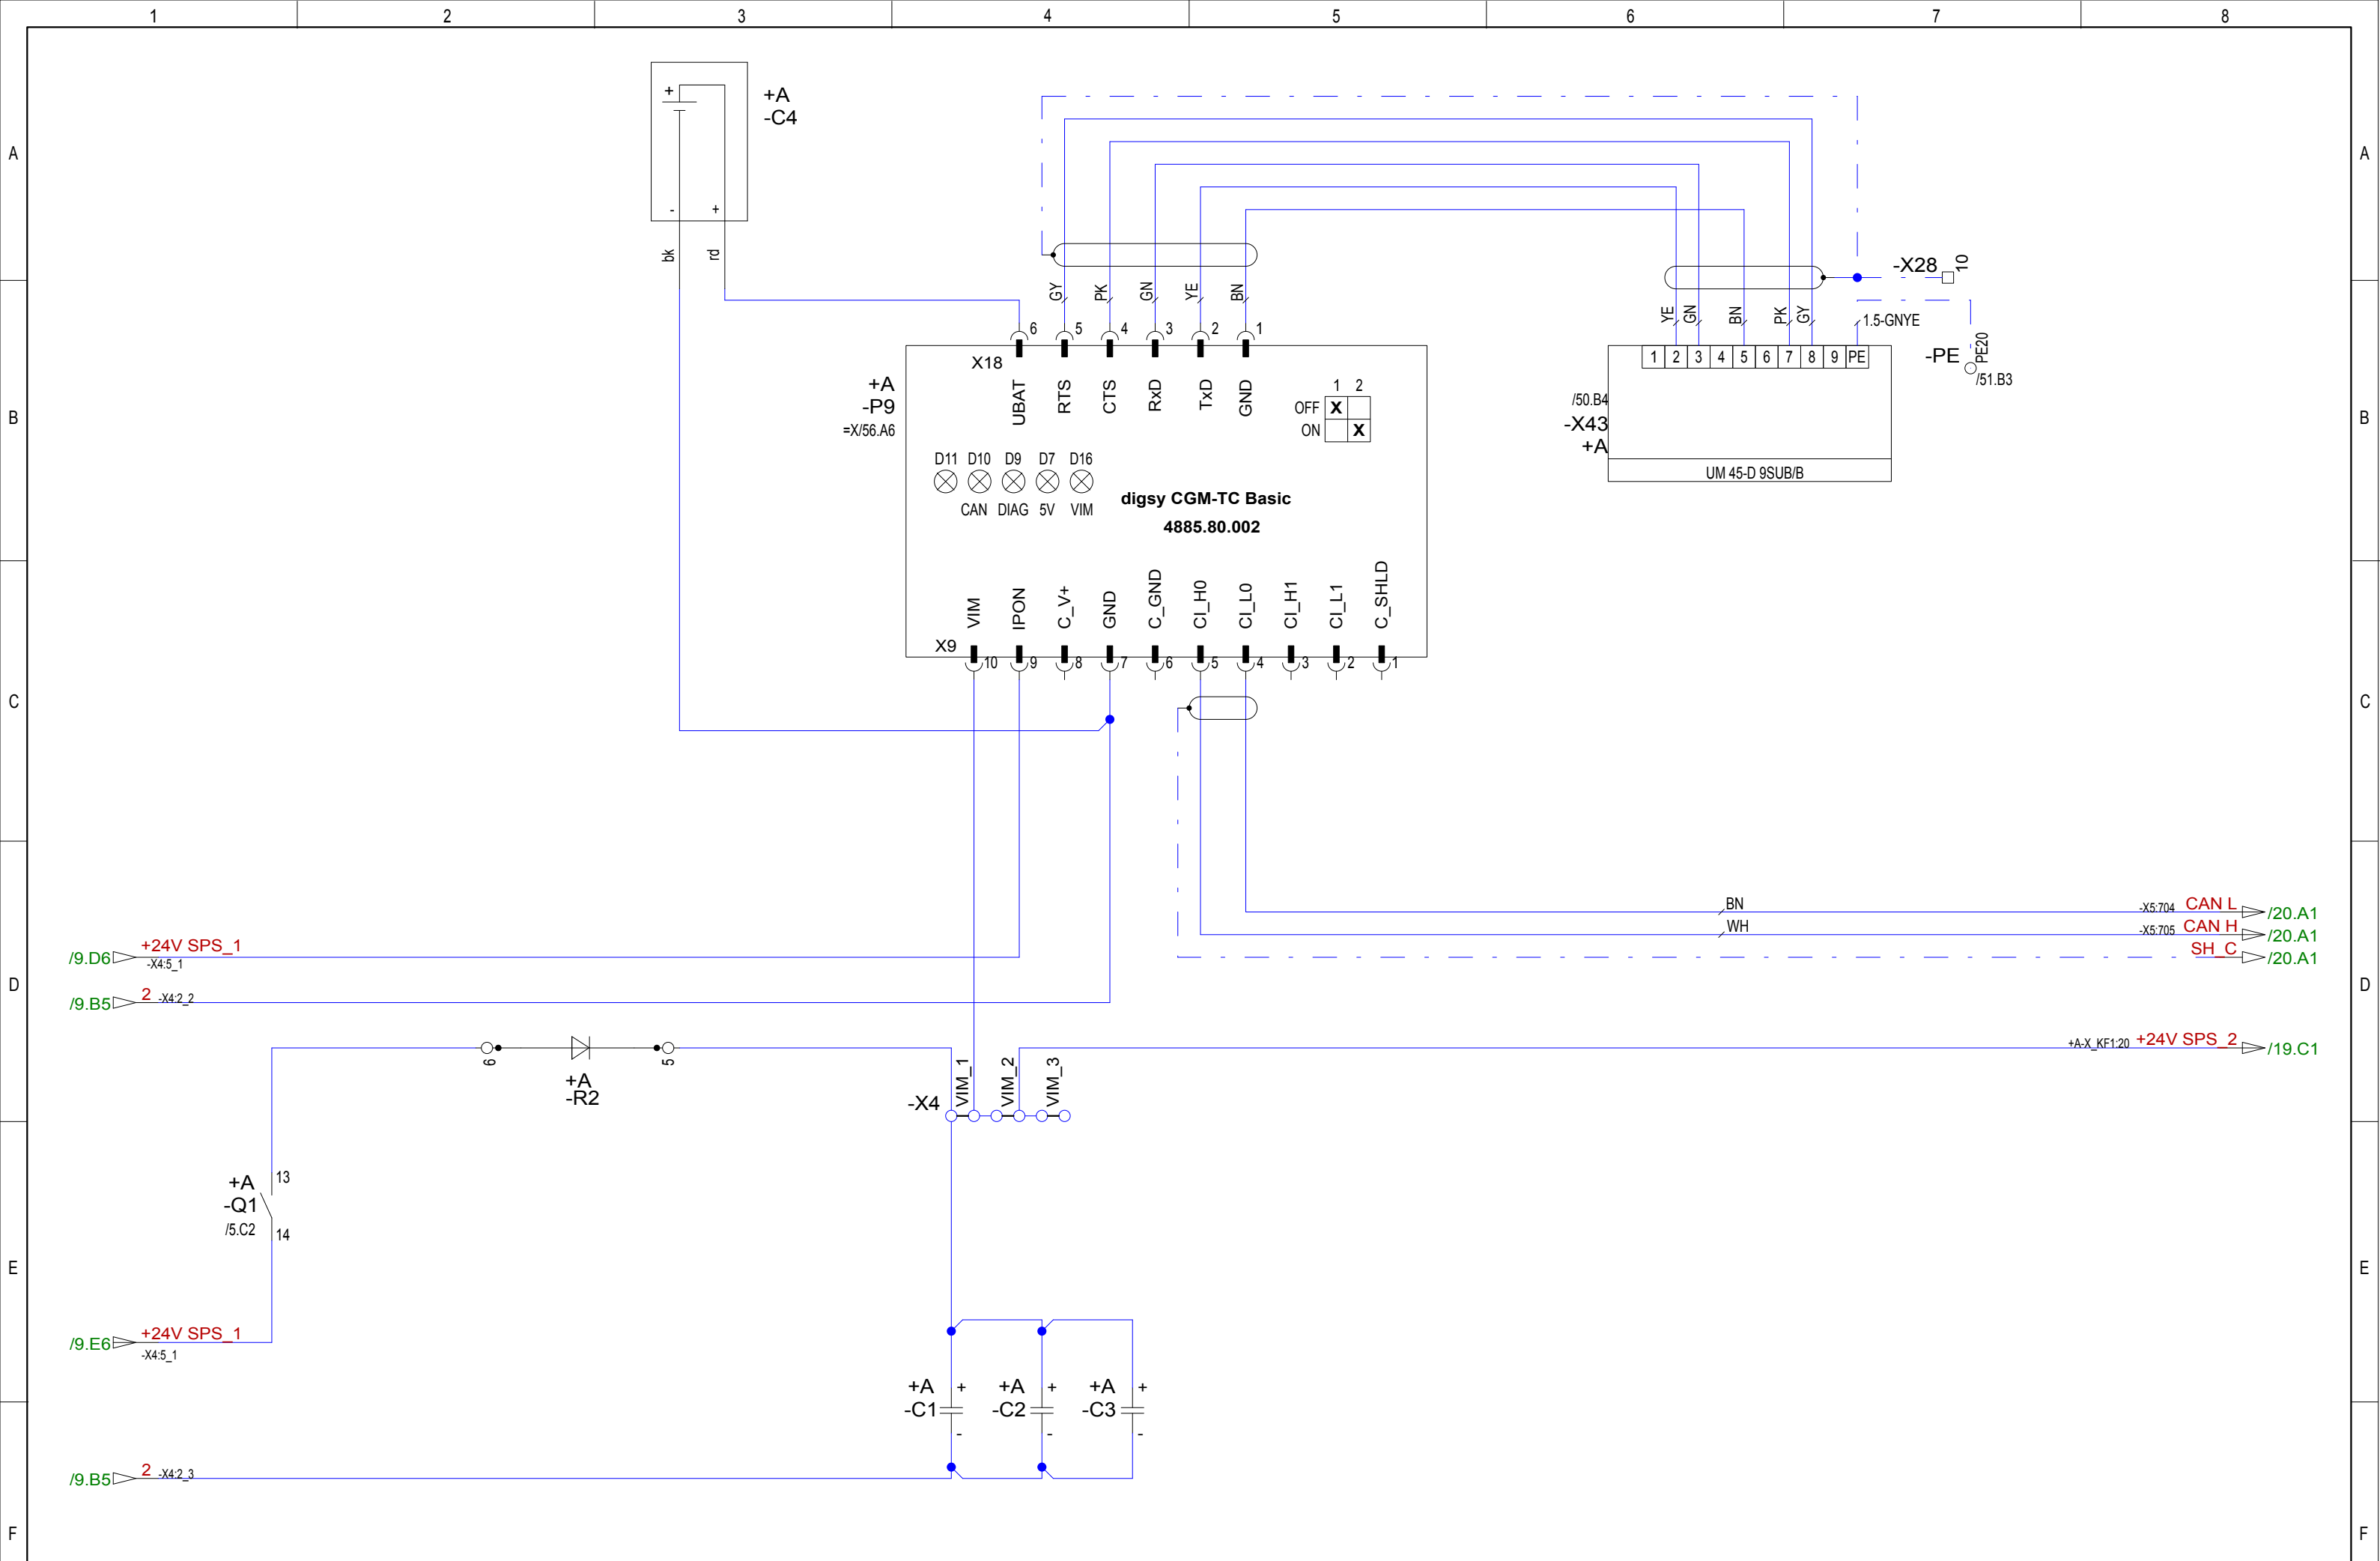 1 2 3 4 5 6 7 8
A A
B B
C C
D D
E E
F F
+A
-C4
+
- +
bk rd
GY PK GN YE BN
6 5 4 3 2 1
X18
UBAT RTS CTS RxD TxD GND
+A
-P9
=X/56.A6
1 2
OFF X
ON X
D11 D10 D9 D7 D16
CAN DIAG 5V VIM
digsy CGM-TC Basic
4885.80.002
VIM IPON C_V+ GND C_GND CI_H0 CI_L0 CI_H1 CI_L1 C_SHLD
X9
10 9 8 7 6 5 4 3 2 1
-X28 10
YE GN BN PK GY
1.5-GNYE
1 2 3 4 5 6 7 8 9 PE
-PE PE20
/51.B3
/50.B4
-X43
+A
UM 45-D 9SUB/B
BN -X5:704 CAN L /20.A1
WH -X5:705 CAN H /20.A1
SH_C /20.A1
/9.D6 +24V SPS_1
-X4:5_1
/9.B5 2 -X4:2_2
6 5
+A
-R2
-X4 VIM_1 VIM_2 VIM_3
+A-X_KF1:20 +24V SPS_2 /19.C1
+A
-Q1
/5.C2
13
14
/9.E6 +24V SPS_1
-X4:5_1
+A + +A + +A +
-C1 -C2 -C3
- - -
/9.B5 2 -X4:2_3